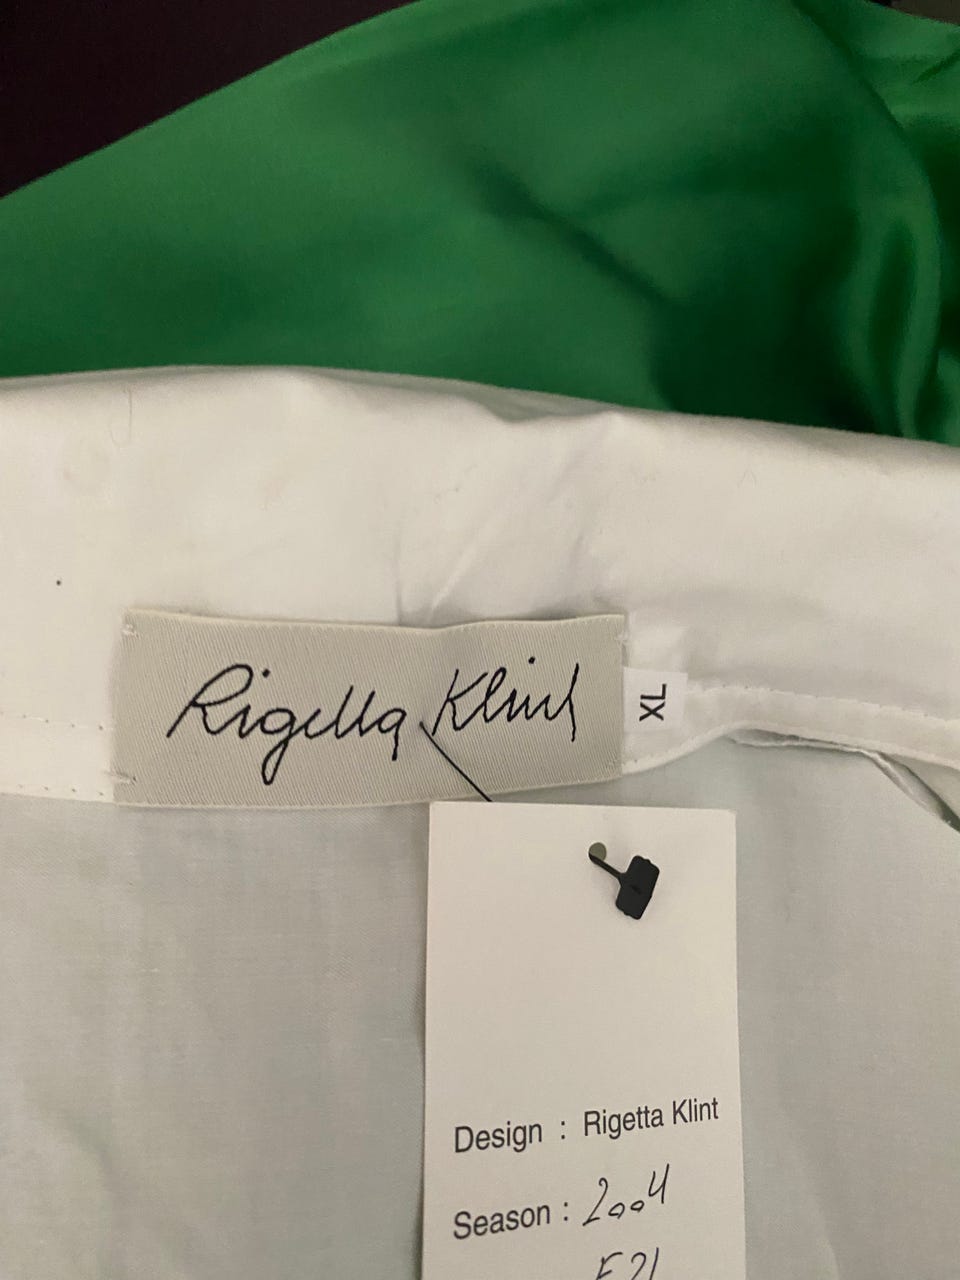 Rigetta Klint
XL
Design : Rigetta Klint
Season : 2004